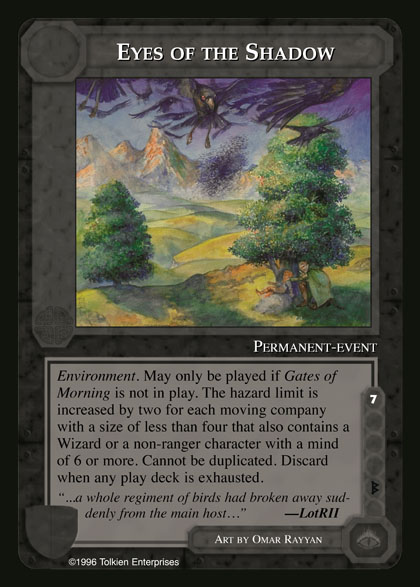 Eyes of the Shadow
Permanent-event
Environment. May only be played if Gates of
Morning is not in play. The hazard limit is
increased by two for each moving company
with a size of less than four that also contains a
Wizard or a non-ranger character with a mind
of 6 or more. Cannot be duplicated. Discard
when any play deck is exhausted.
7
“...a whole regiment of birds had broken away sud-
denly from the main host…” —LotRII
Art by Omar Rayyan
©1996 Tolkien Enterprises